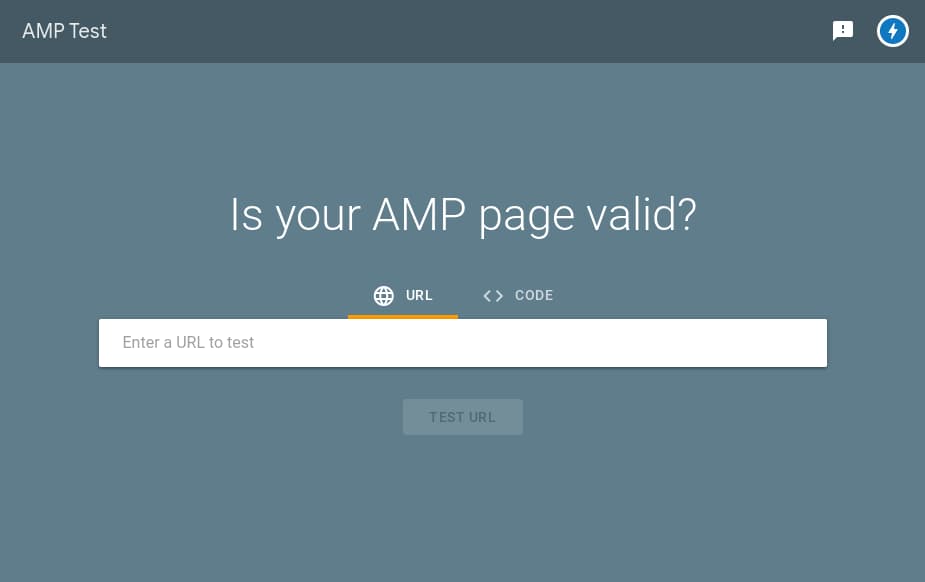 AMP Test
Is your AMP page valid?
URL
CODE
Enter a URL to test
TEST URL